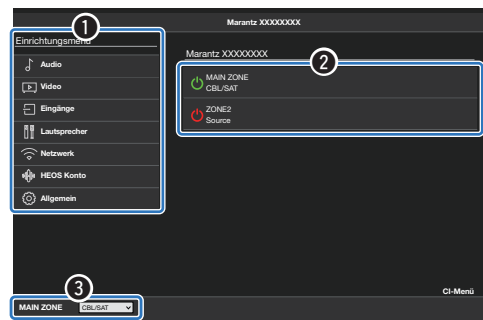 Marantz XXXXXXXX
1
Einrichtungsmenü
Audio
Video
Eingänge
Lautsprecher
Netzwerk
HEOS Konto
Allgemein
Marantz XXXXXXXX
2
MAIN ZONE
CBL/SAT
ZONE2
Source
CI-Menü
3
MAIN ZONE CBL/SAT